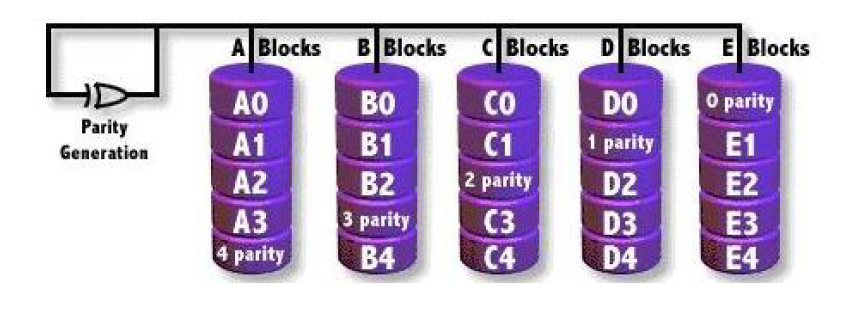 A Blocks B Blocks C Blocks D Blocks E Blocks
Parity
Generation
A0 B0 C0 D0 0 parity
A1 B1 C1 1 parity E1
A2 B2 2 parity D2 E2
A3 3 parity C3 D3 E3
4 parity B4 C4 D4 E4